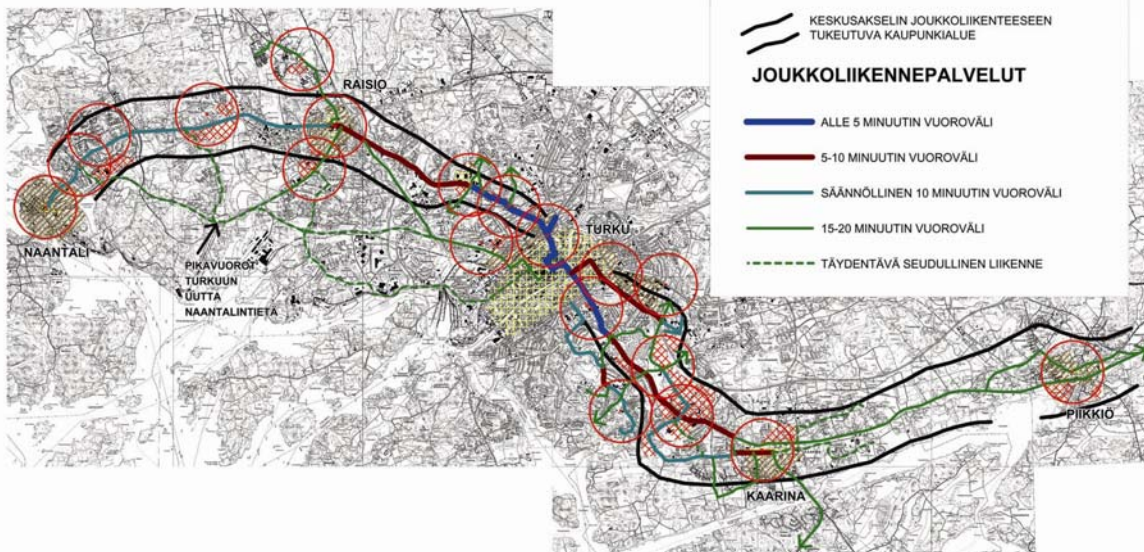 KESKUSAKSELIN JOUKKOLIIKENTEESEEN
TUKEUTUVA KAUPUNKIALUE
JOUKKOLIIKENNEPALVELUT
ALLE 5 MINUUTIN VUOROVÄLI
5-10 MINUUTIN VUOROVÄLI
SÄÄNNÖLLINEN 10 MINUUTIN VUOROVÄLI
15-20 MINUUTIN VUOROVÄLI
TÄYDENTÄVÄ SEUDULLINEN LIIKENNE
RAISIO
TURKU
NAANTALI
PIKAVUOROT
TURKUUN
UUTTA
NAANTALINTIETÄ
PIIKKIÖ
KAARINA